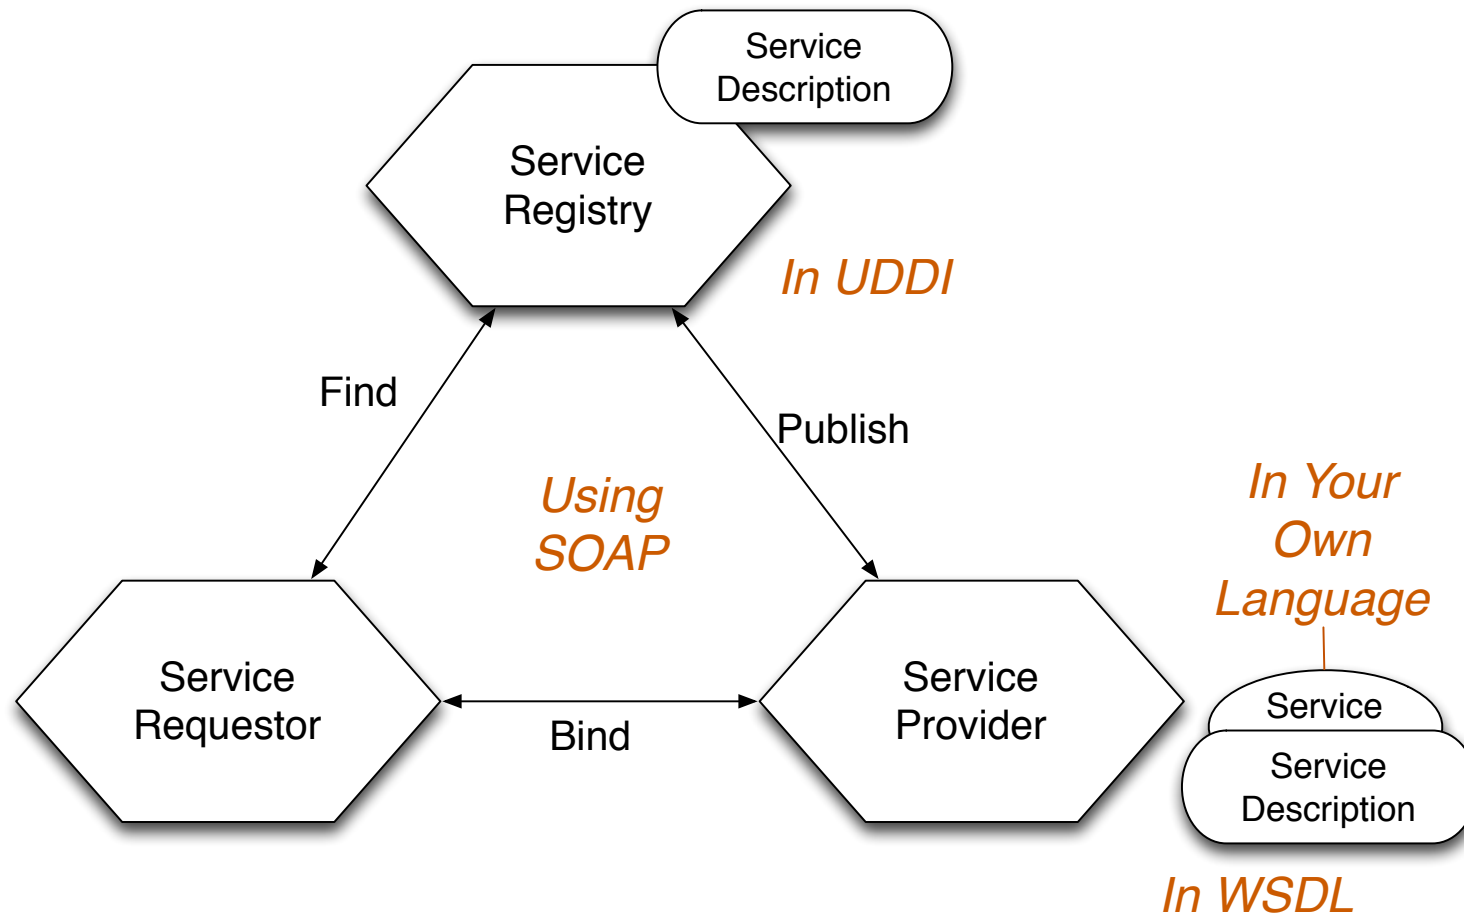 Service
Description
Service
Registry
In UDDI
Find
Publish
Using
SOAP
In Your
Own
Language
Service
Requestor
Bind
Service
Provider
Service
Service
Description
In WSDL